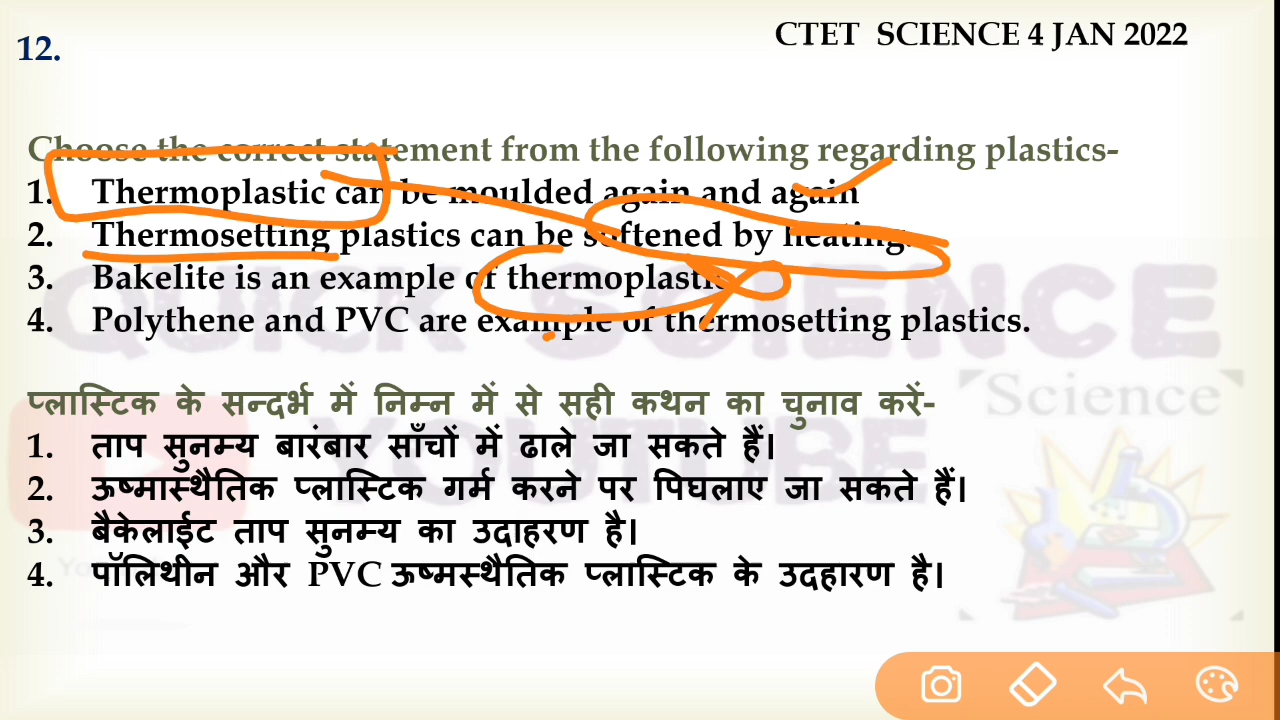 CTET SCIENCE 4 JAN 2022
12.
Choose the correct statement from the following regarding plastics-
1. Thermoplastic can be moulded again and again
2. Thermosetting plastics can be softened by heating.
3. Bakelite is an example of thermoplastic
4. Polythene and PVC are example of thermosetting plastics.
प्लास्टिक के सन्दर्भ में निम्न में से सही कथन का चुनाव करें-
1. ताप सुनम्य बारंबार साँचों में ढाले जा सकते हैं।
2. ऊष्मास्थैतिक प्लास्टिक गर्म करने पर पिघलाए जा सकते हैं।
3. बैकेलाईट ताप सुनम्य का उदाहरण है।
4. पॉलिथीन और PVC ऊष्मस्थैतिक प्लास्टिक के उदहारण है।
QUICK SCIENCE
YOUTUBE
Science